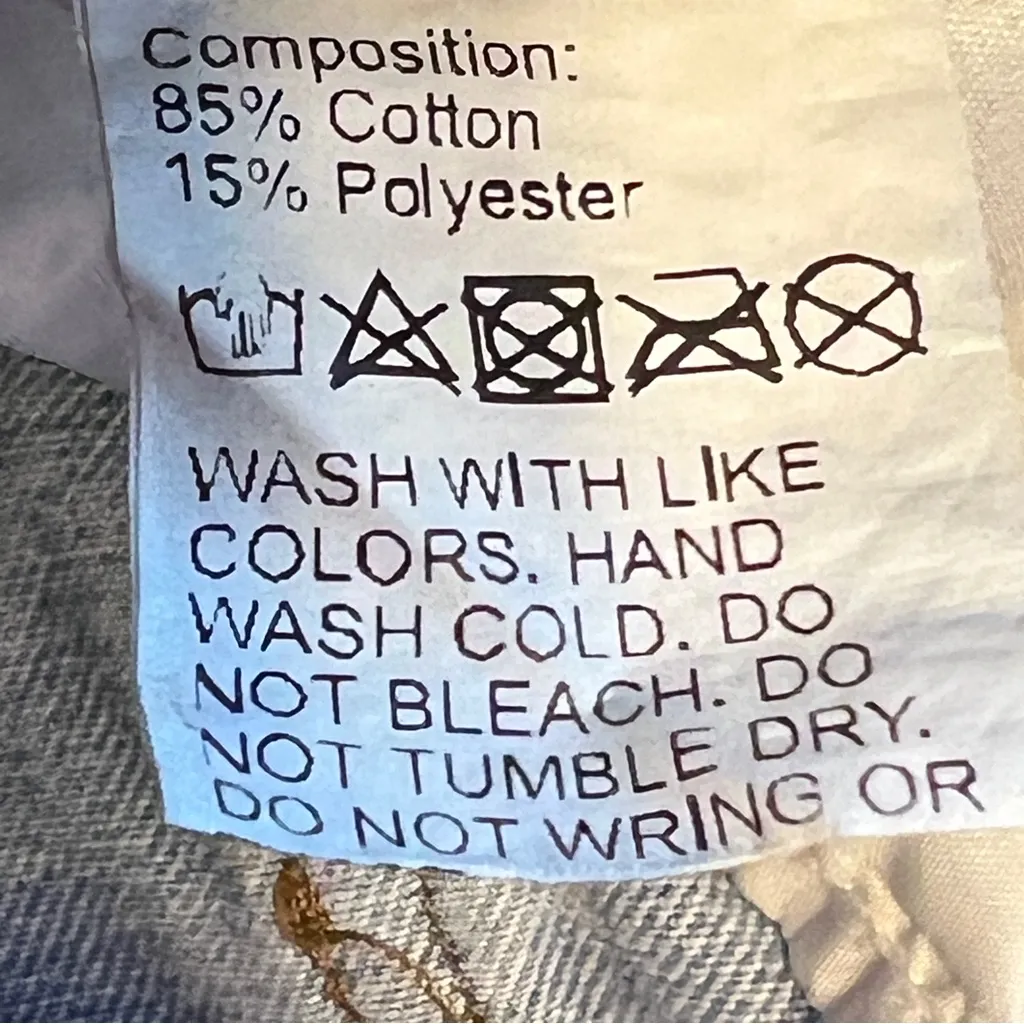 Composition:
85% Cotton
15% Polyester
WASH WITH LIKE
COLORS. HAND
WASH COLD. DO
NOT BLEACH. DO
NOT TUMBLE DRY.
DO NOT WRING OR